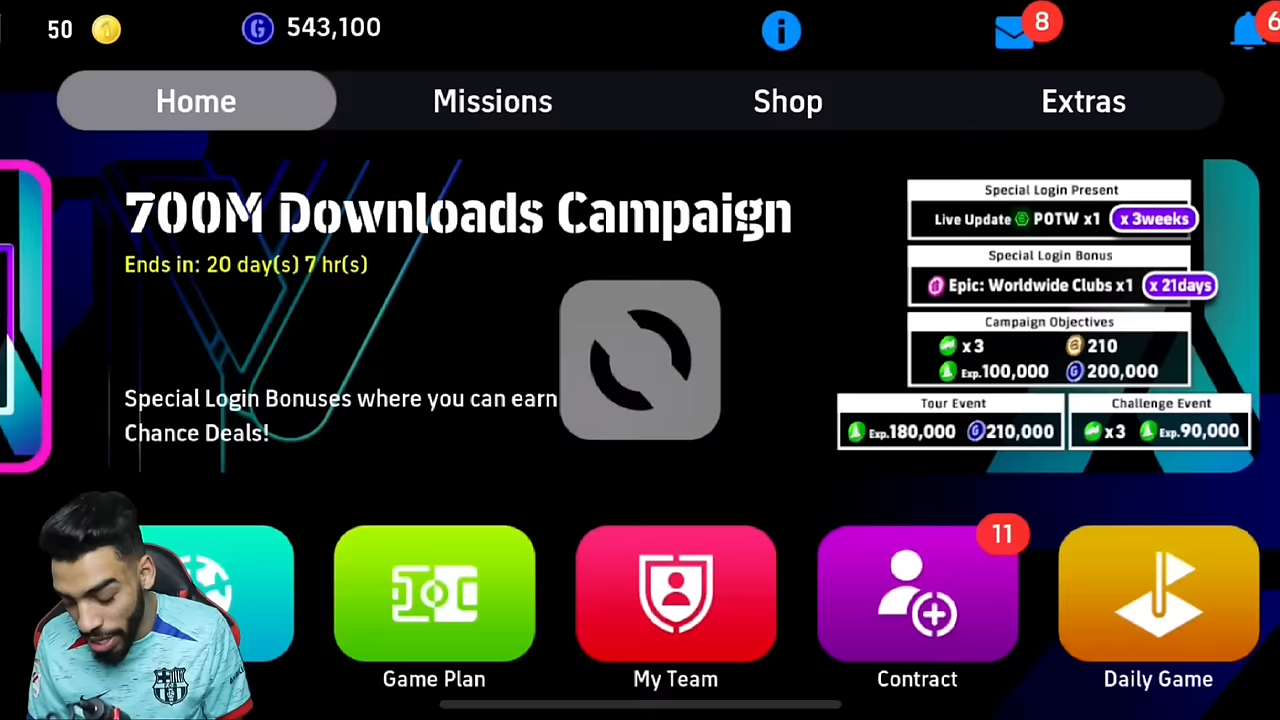 50
543,100
8
6
Home
Missions
Shop
Extras
700M Downloads Campaign
Ends in: 20 day(s) 7 hr(s)
Special Login Bonuses where you can earn
Chance Deals!
Special Login Present
Live Update POTW x1 x 3weeks
Special Login Bonus
Epic: Worldwide Clubs x1 x 21days
Campaign Objectives
x3 210
Exp.100,000 200,000
Tour Event
Exp.180,000 210,000
Challenge Event
x3 Exp.90,000
11
Game Plan
My Team
Contract
Daily Game